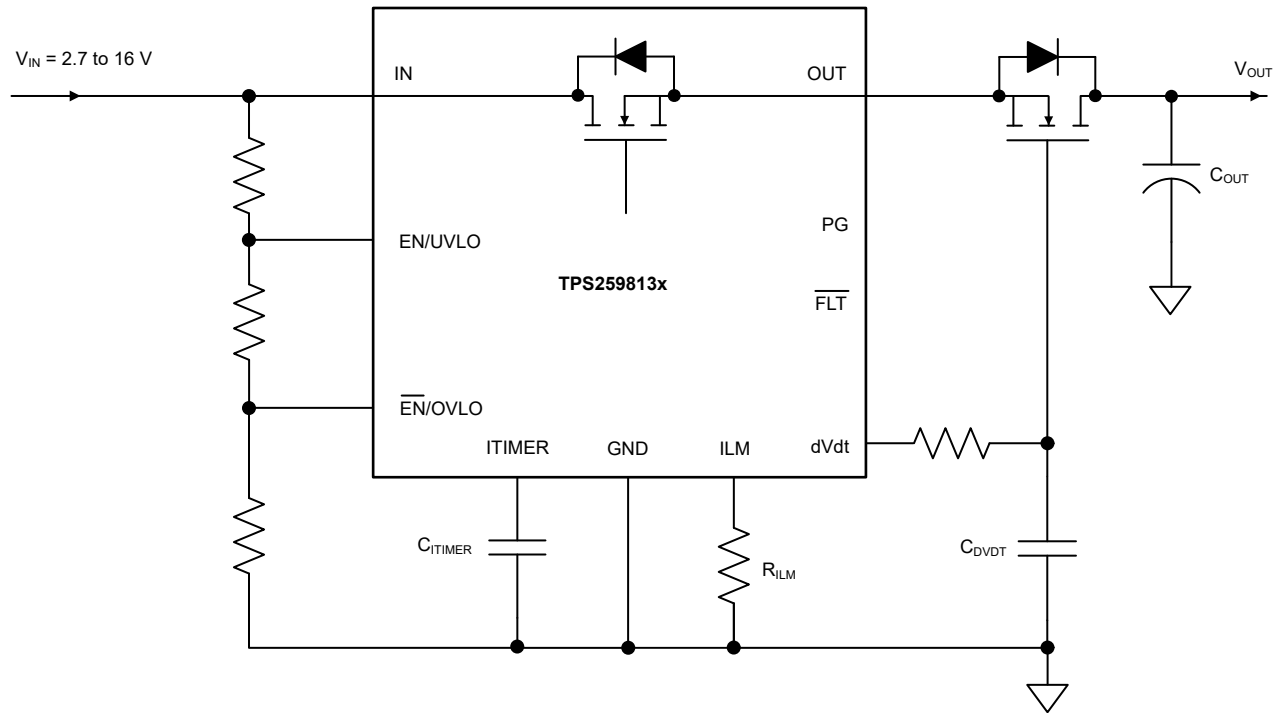 V_IN = 2.7 to 16 V
IN
OUT
V_OUT
C_OUT
EN/UVLO
PG
TPS259813x
FLT
EN/OVLO
ITIMER
GND
ILM
dVdt
C_ITIMER
R_ILM
C_DVDT